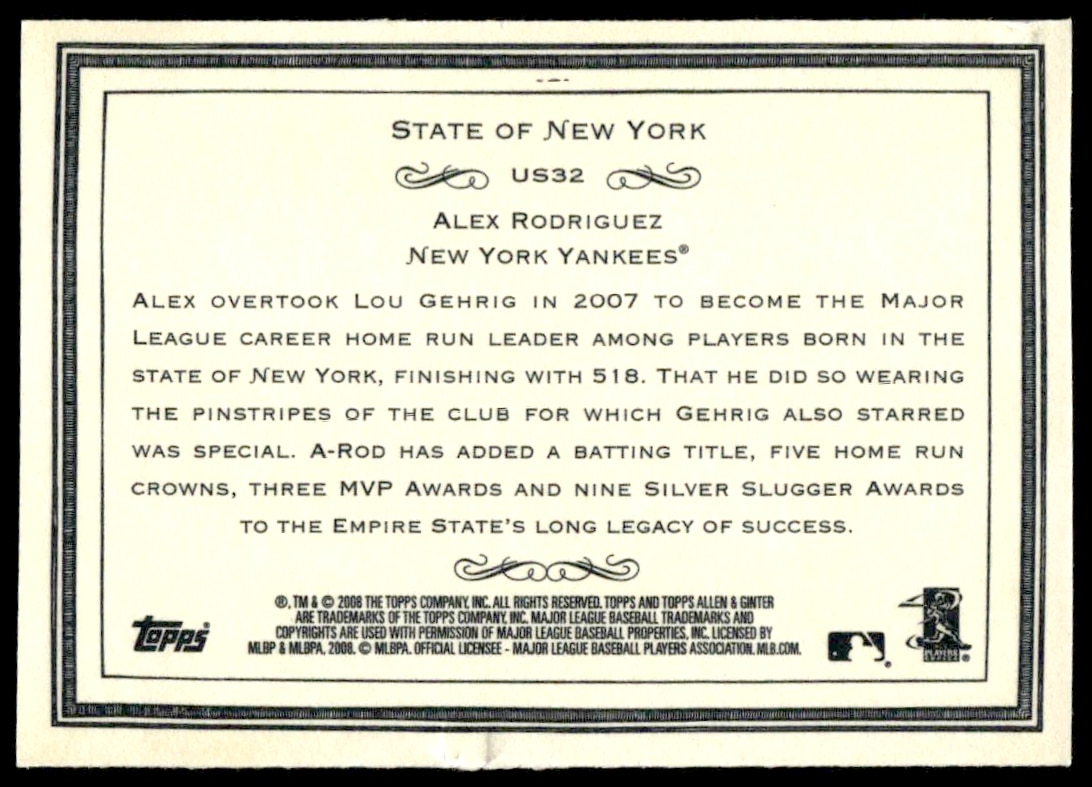 STATE OF NEW YORK
US32
ALEX RODRIGUEZ
NEW YORK YANKEES®
ALEX OVERTOOK LOU GEHRIG IN 2007 TO BECOME THE MAJOR
LEAGUE CAREER HOME RUN LEADER AMONG PLAYERS BORN IN THE
STATE OF NEW YORK, FINISHING WITH 518. THAT HE DID SO WEARING
THE PINSTRIPES OF THE CLUB FOR WHICH GEHRIG ALSO STARRED
WAS SPECIAL. A-ROD HAS ADDED A BATTING TITLE, FIVE HOME RUN
CROWNS, THREE MVP AWARDS AND NINE SILVER SLUGGER AWARDS
TO THE EMPIRE STATE'S LONG LEGACY OF SUCCESS.
®, TM & © 2008 THE TOPPS COMPANY, INC. ALL RIGHTS RESERVED. TOPPS AND TOPPS ALLEN & GINTER
ARE TRADEMARKS OF THE TOPPS COMPANY, INC. MAJOR LEAGUE BASEBALL TRADEMARKS AND
COPYRIGHTS ARE USED WITH PERMISSION OF MAJOR LEAGUE BASEBALL PROPERTIES, INC. LICENSED BY
MLBP & MLBPA, 2008. © MLBPA. OFFICIAL LICENSEE - MAJOR LEAGUE BASEBALL PLAYERS ASSOCIATION. MLB.COM.
Topps®
®
PLAYERS
®